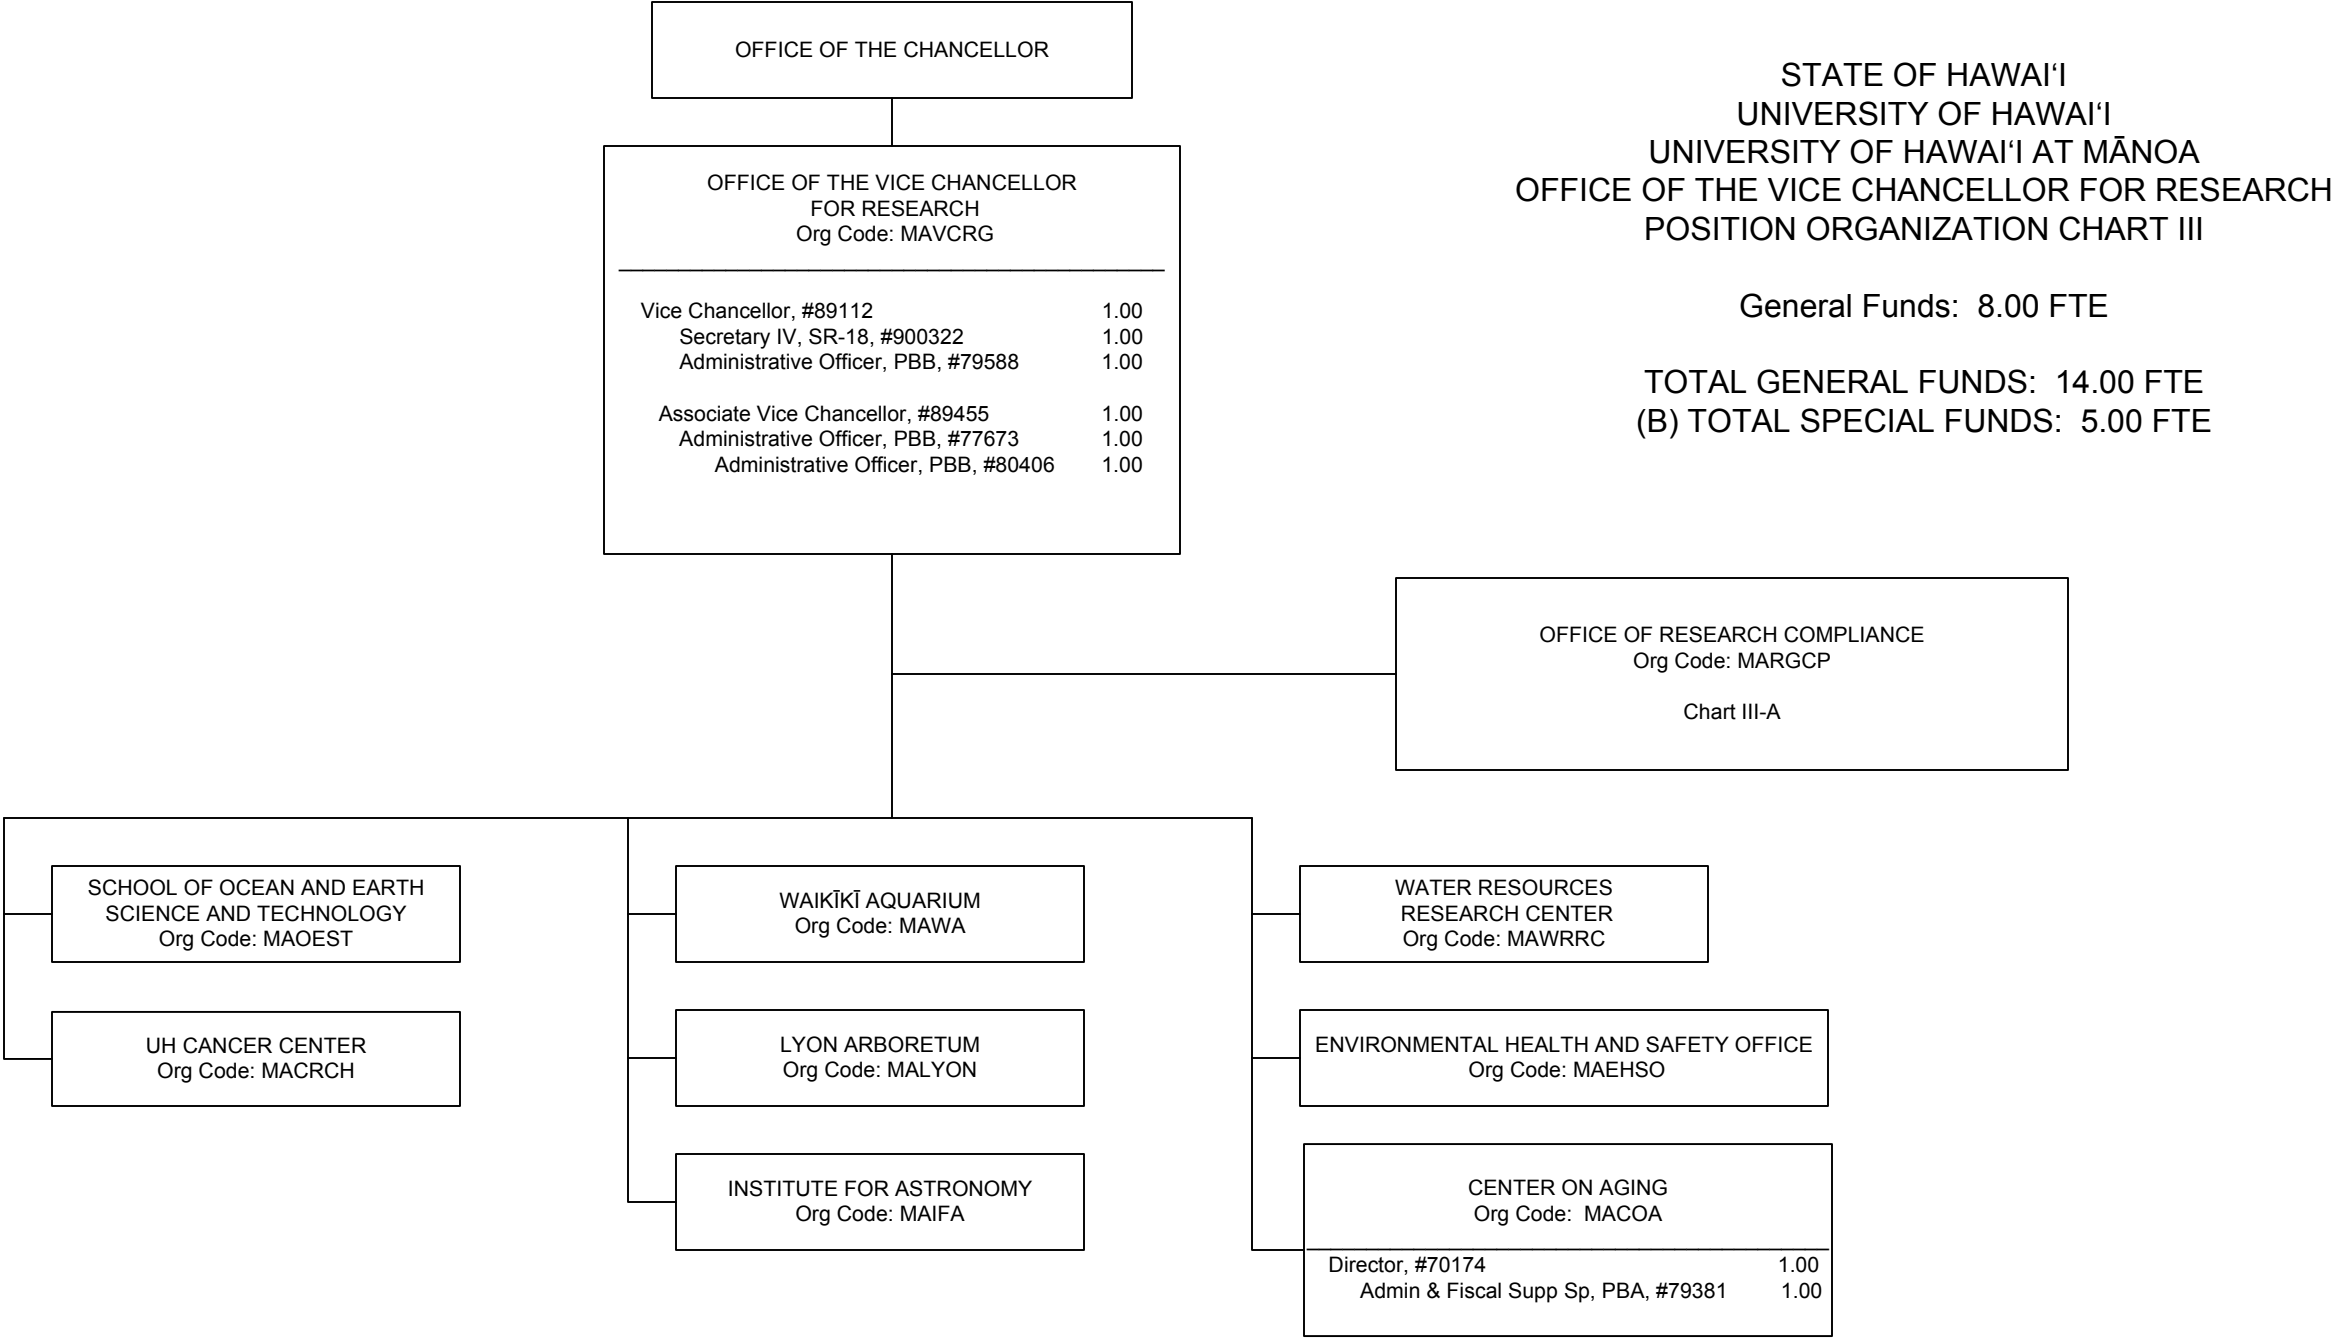 OFFICE OF THE CHANCELLOR
STATE OF HAWAI‘I
UNIVERSITY OF HAWAI‘I
UNIVERSITY OF HAWAI‘I AT MĀNOA
OFFICE OF THE VICE CHANCELLOR FOR RESEARCH
POSITION ORGANIZATION CHART III
General Funds: 8.00 FTE
TOTAL GENERAL FUNDS: 14.00 FTE
(B) TOTAL SPECIAL FUNDS: 5.00 FTE
OFFICE OF THE VICE CHANCELLOR
FOR RESEARCH
Org Code: MAVCRG
Vice Chancellor, #89112 1.00
Secretary IV, SR-18, #900322 1.00
Administrative Officer, PBB, #79588 1.00
Associate Vice Chancellor, #89455 1.00
Administrative Officer, PBB, #77673 1.00
Administrative Officer, PBB, #80406 1.00
OFFICE OF RESEARCH COMPLIANCE
Org Code: MARGCP
Chart III-A
SCHOOL OF OCEAN AND EARTH
SCIENCE AND TECHNOLOGY
Org Code: MAOEST
UH CANCER CENTER
Org Code: MACRCH
WAIKĪKĪ AQUARIUM
Org Code: MAWA
LYON ARBORETUM
Org Code: MALYON
INSTITUTE FOR ASTRONOMY
Org Code: MAIFA
WATER RESOURCES
RESEARCH CENTER
Org Code: MAWRRC
ENVIRONMENTAL HEALTH AND SAFETY OFFICE
Org Code: MAEHSO
CENTER ON AGING
Org Code: MACOA
Director, #70174 1.00
Admin & Fiscal Supp Sp, PBA, #79381 1.00